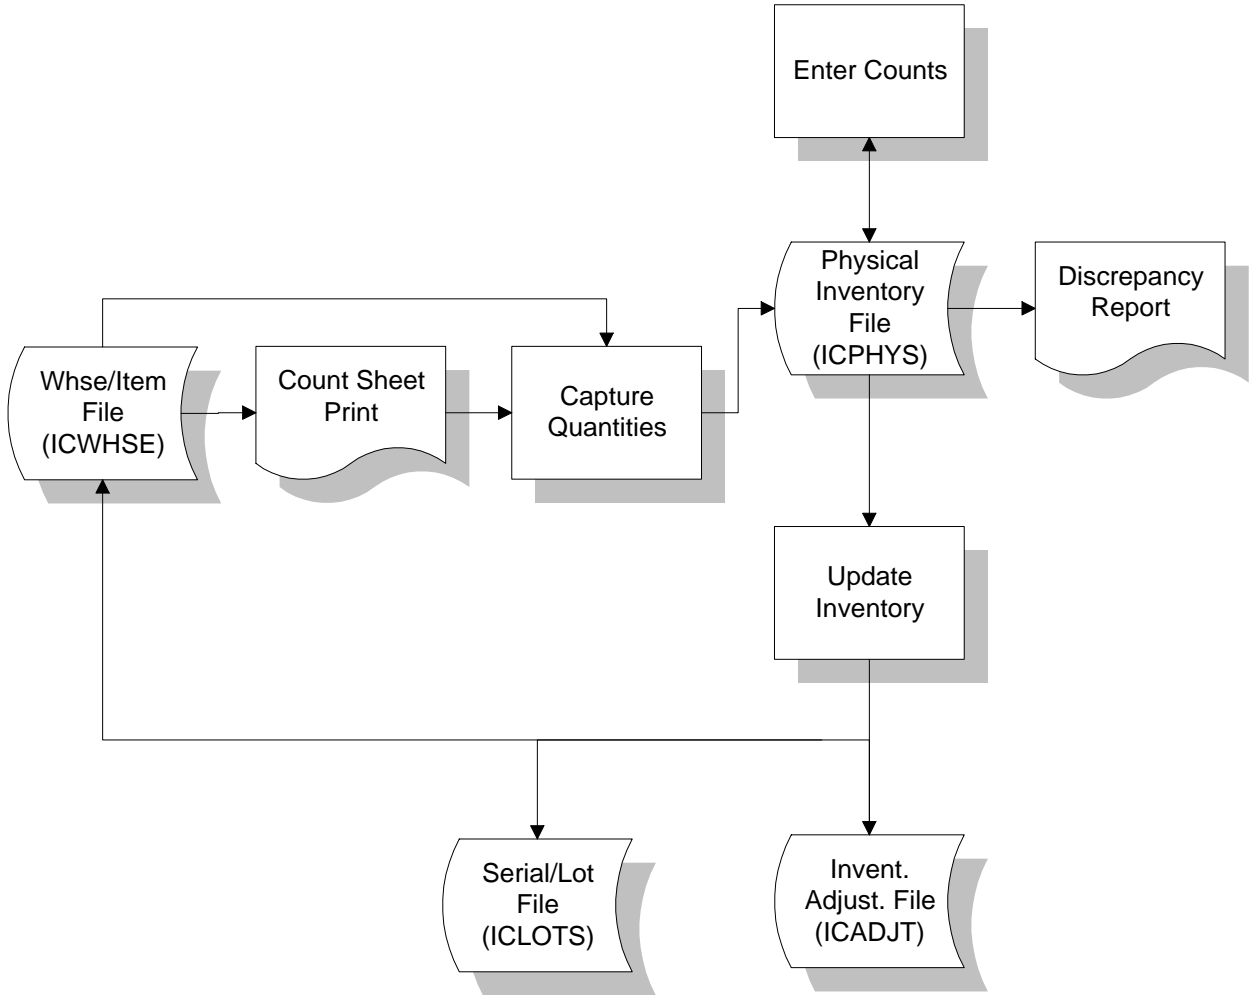 Enter Counts
Physical
Inventory
File
(ICPHYS)
Discrepancy
Report
Whse/Item
File
(ICWHSE)
Count Sheet
Print
Capture
Quantities
Update
Inventory
Serial/Lot
File
(ICLOTS)
Invent.
Adjust. File
(ICADJT)